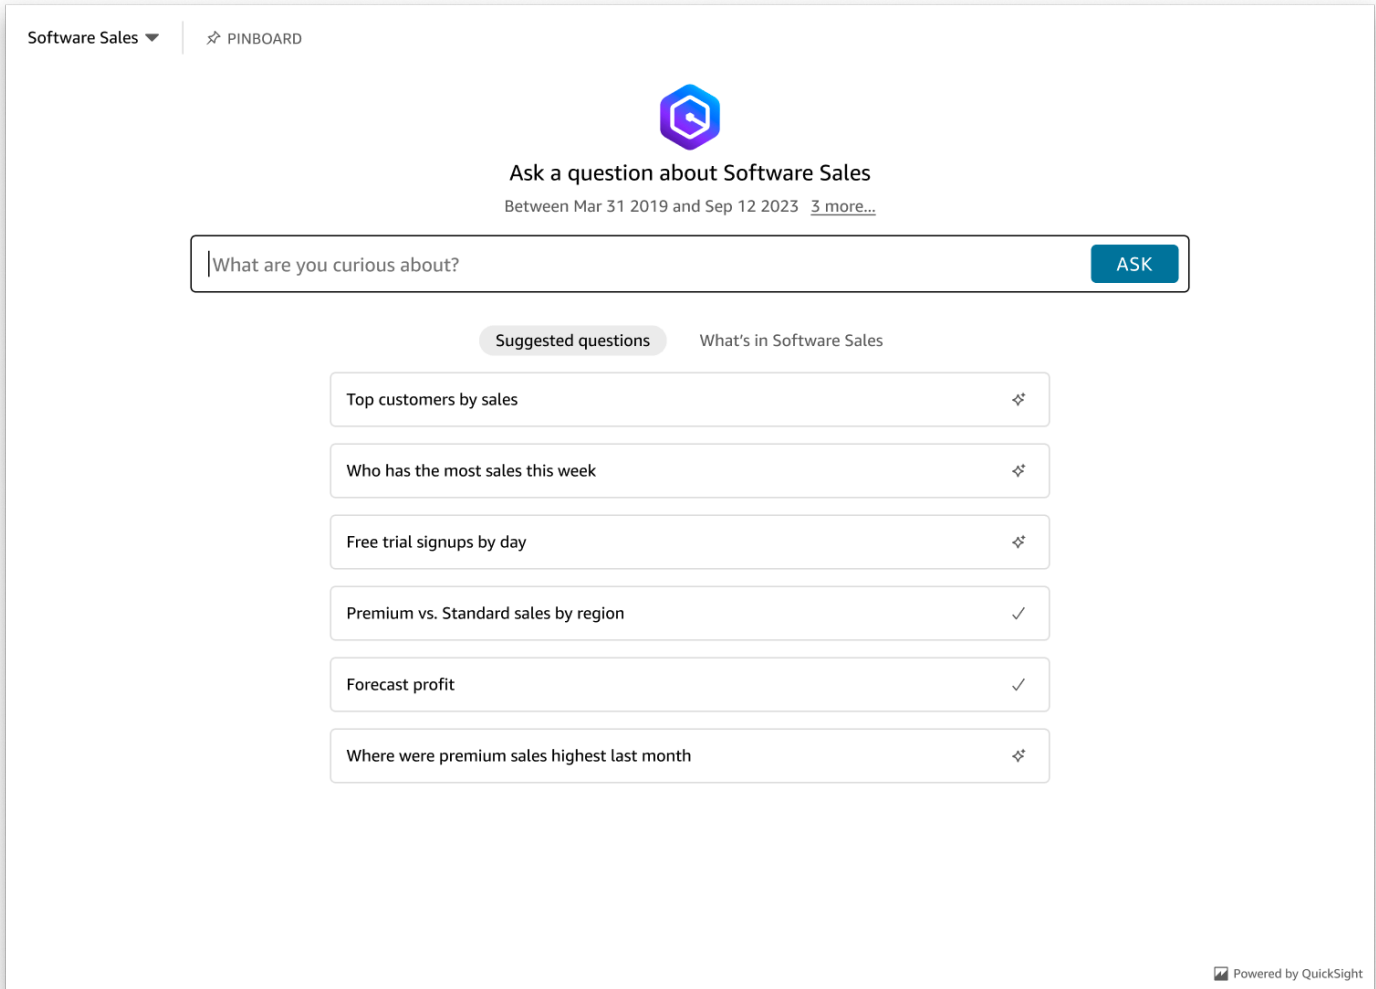 Software Sales
PINBOARD
Ask a question about Software Sales
Between Mar 31 2019 and Sep 12 2023 3 more...
What are you curious about?
ASK
Suggested questions
What's in Software Sales
Top customers by sales
Who has the most sales this week
Free trial signups by day
Premium vs. Standard sales by region
Forecast profit
Where were premium sales highest last month
Powered by QuickSight